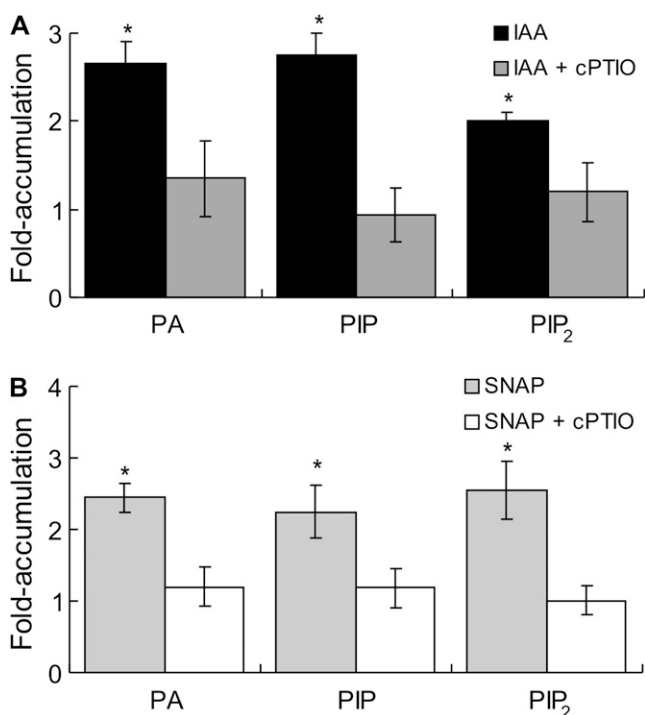 A
3
2
1
0
Fold-accumulation
* * *
IAA
IAA + cPTIO
PA PIP PIP₂
B
4
3
2
1
0
Fold-accumulation
* * *
SNAP
SNAP + cPTIO
PA PIP PIP₂